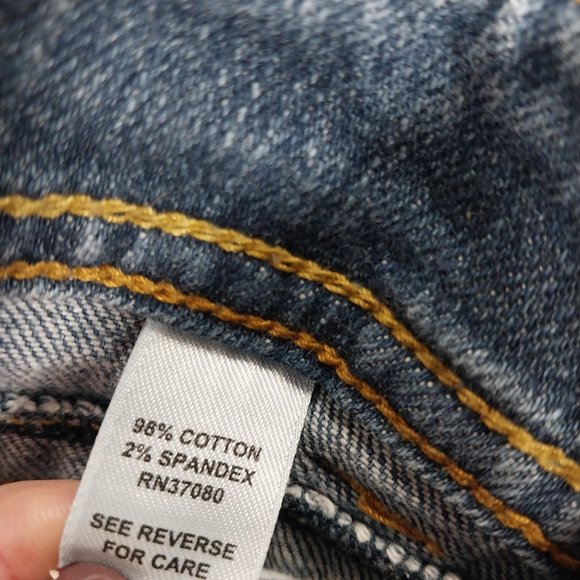 98% COTTON
2% SPANDEX
RN37080
SEE REVERSE
FOR CARE